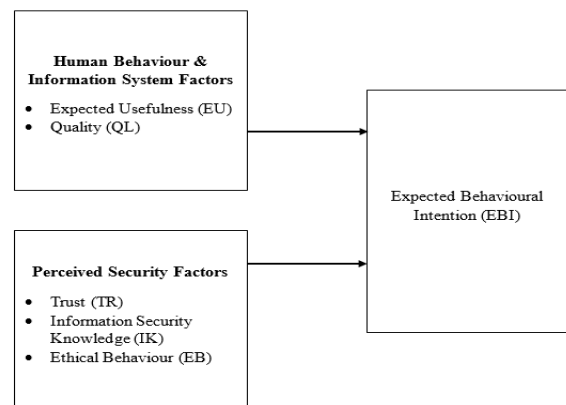 Human Behaviour &
Information System Factors
• Expected Usefulness (EU)
• Quality (QL)
Perceived Security Factors
• Trust (TR)
• Information Security
Knowledge (IK)
• Ethical Behaviour (EB)
Expected Behavioural
Intention (EBI)